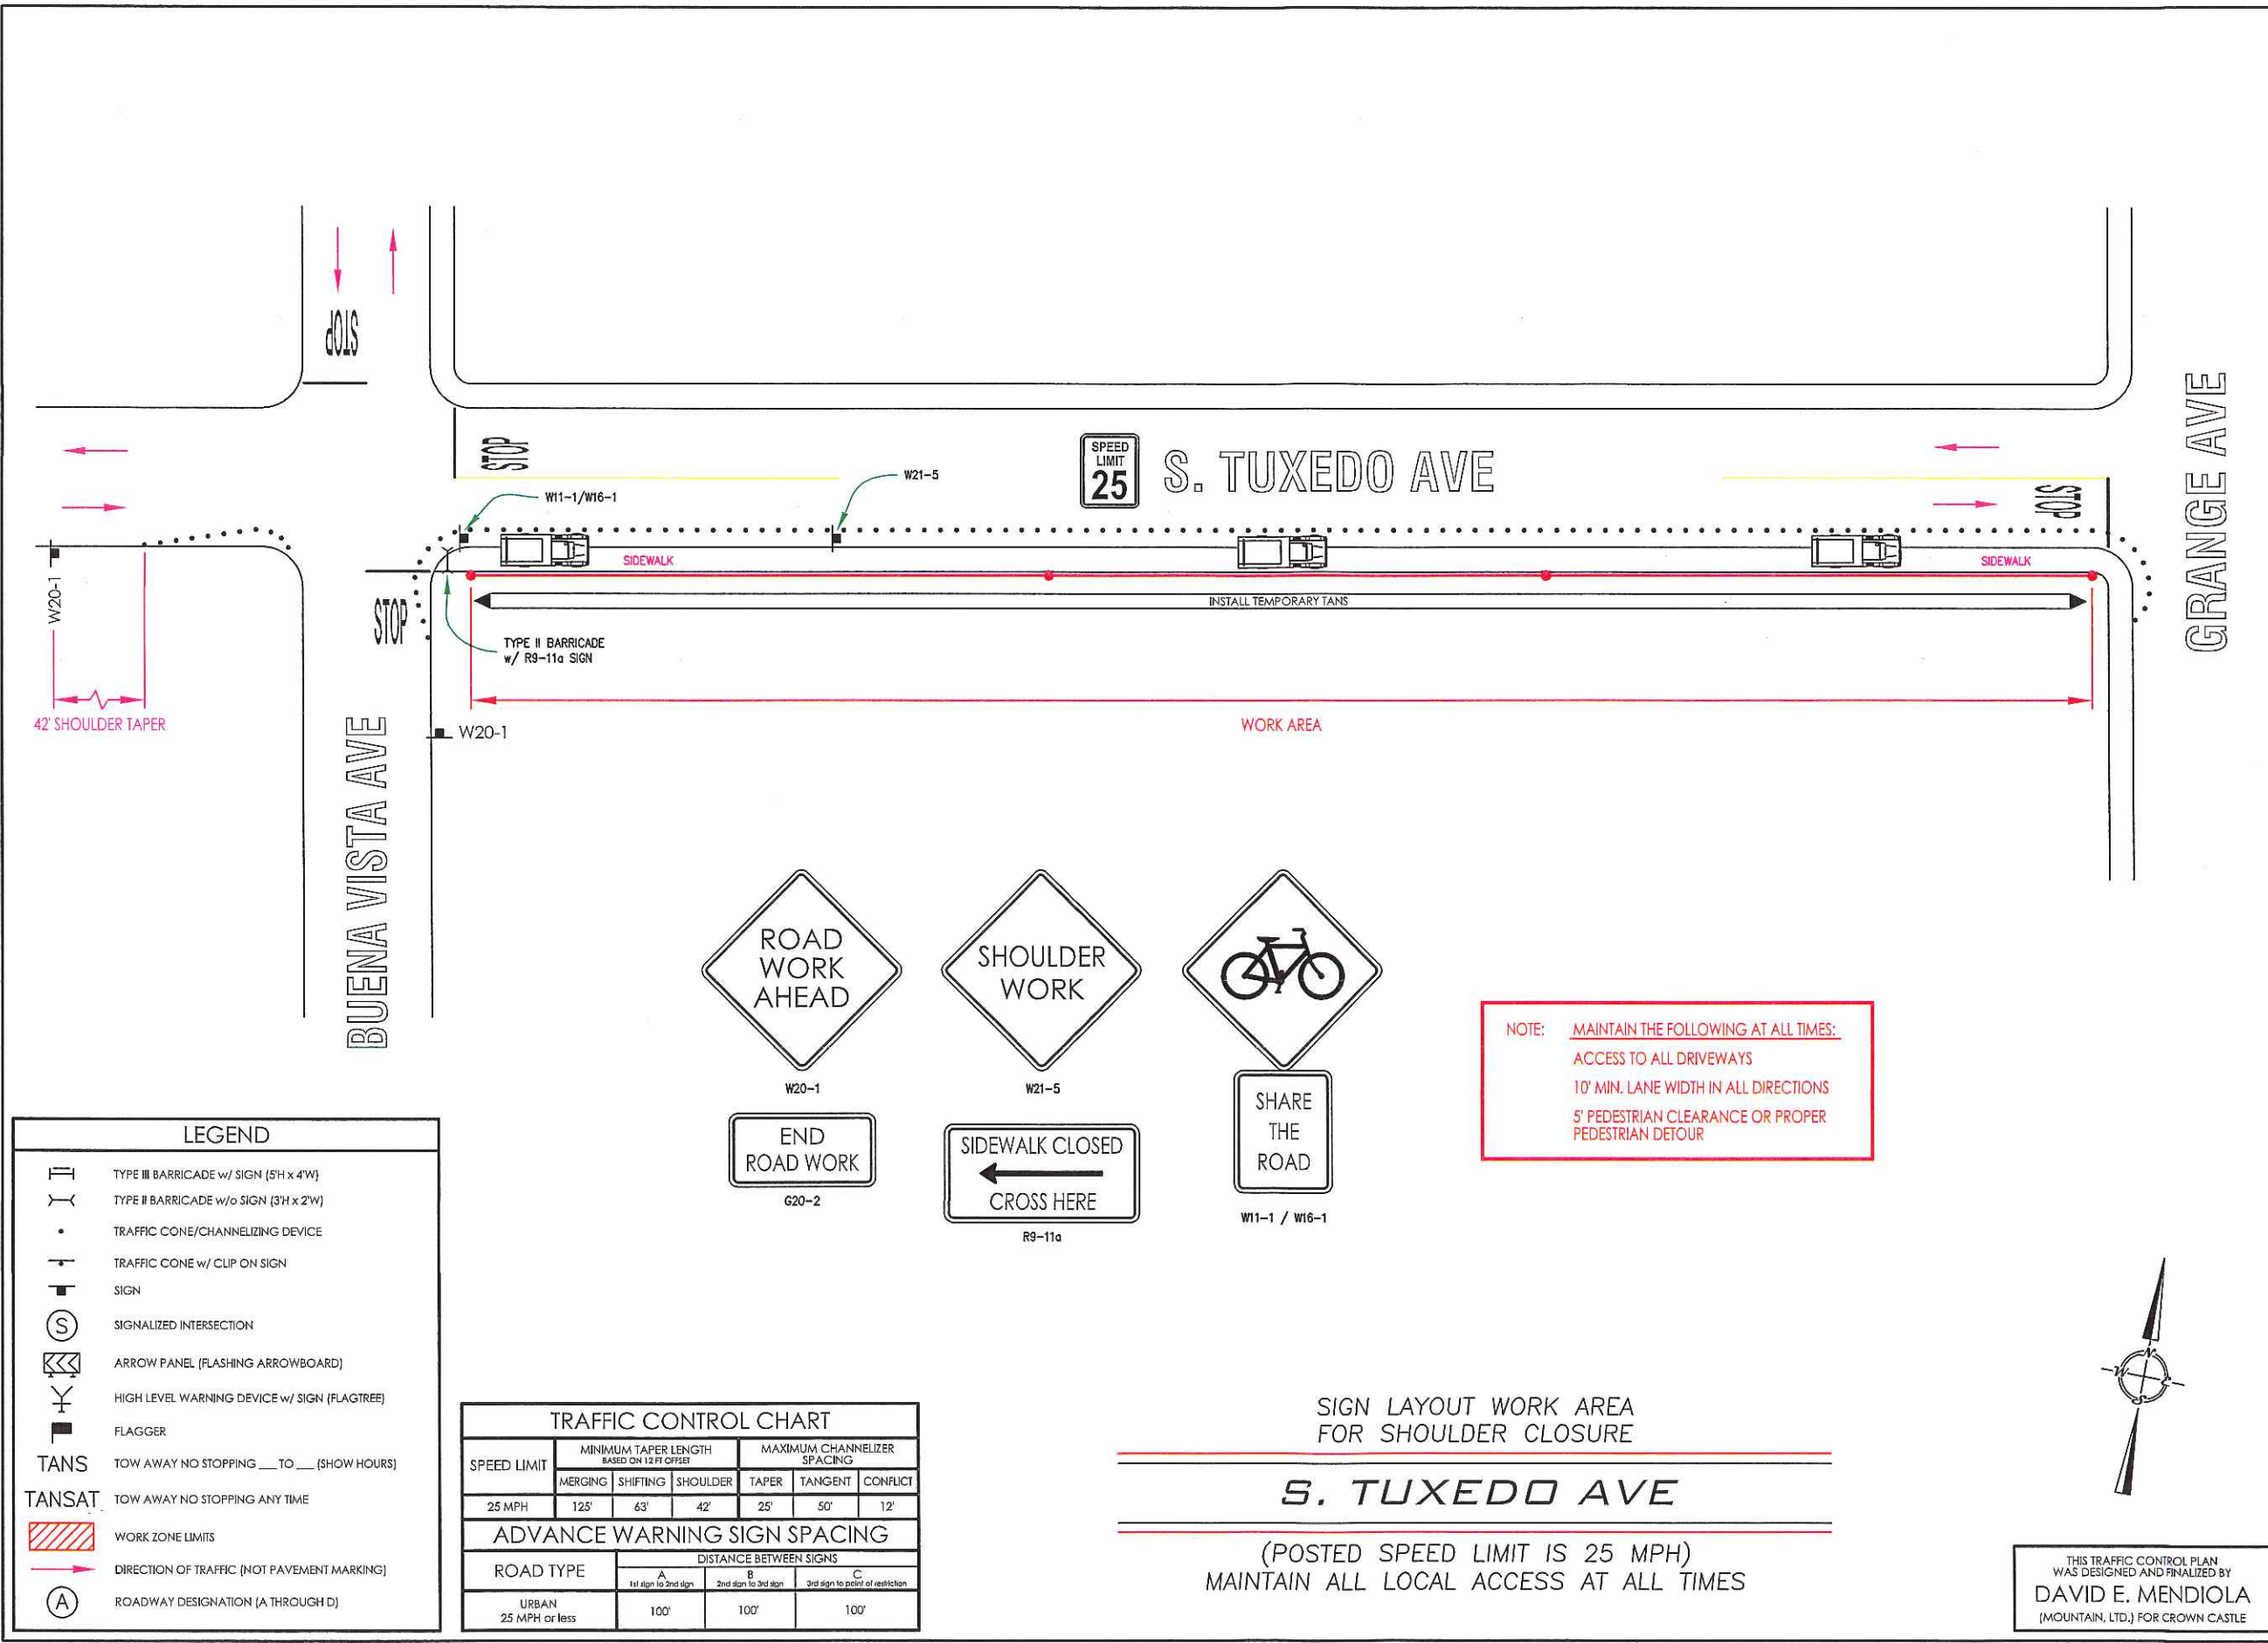 STOP
STOP
W11-1/W16-1
W21-5
SPEED
LIMIT
25
S. TUXEDO AVE
STOP
GRANGE AVE
SIDEWALK
SIDEWALK
W20-1
STOP
INSTALL TEMPORARY TANS
TYPE II BARRICADE
w/ R9-11a SIGN
42' SHOULDER TAPER
W20-1
WORK AREA
BUENA VISTA AVE
ROAD
WORK
AHEAD
W20-1
SHOULDER
WORK
W21-5
SHARE
THE
ROAD
W11-1 / W16-1
END
ROAD WORK
G20-2
SIDEWALK CLOSED
CROSS HERE
R9-11a
NOTE: MAINTAIN THE FOLLOWING AT ALL TIMES:
ACCESS TO ALL DRIVEWAYS
10' MIN. LANE WIDTH IN ALL DIRECTIONS
5' PEDESTRIAN CLEARANCE OR PROPER
PEDESTRIAN DETOUR
LEGEND
TYPE III BARRICADE w/ SIGN (5'H x 4'W)
TYPE II BARRICADE w/o SIGN (3'H x 2'W)
TRAFFIC CONE/CHANNELIZING DEVICE
TRAFFIC CONE w/ CLIP ON SIGN
SIGN
S SIGNALIZED INTERSECTION
ARROW PANEL (FLASHING ARROWBOARD)
HIGH LEVEL WARNING DEVICE w/ SIGN (FLAGTREE)
FLAGGER
TANS TOW AWAY NO STOPPING ___ TO ___ (SHOW HOURS)
TANSAT TOW AWAY NO STOPPING ANY TIME
WORK ZONE LIMITS
DIRECTION OF TRAFFIC (NOT PAVEMENT MARKING)
A ROADWAY DESIGNATION (A THROUGH D)
TRAFFIC CONTROL CHART
SPEED LIMIT
MINIMUM TAPER LENGTH
BASED ON 12 FT OFFSET
MAXIMUM CHANNELIZER
SPACING
MERGING SHIFTING SHOULDER TAPER TANGENT CONFLICT
25 MPH 125' 63' 42' 25' 50' 12'
ADVANCE WARNING SIGN SPACING
ROAD TYPE
DISTANCE BETWEEN SIGNS
A B C
1st sign to 2nd sign 2nd sign to 3rd sign 3rd sign to point of restriction
URBAN
25 MPH or less
100' 100' 100'
SIGN LAYOUT WORK AREA
FOR SHOULDER CLOSURE
S. TUXEDO AVE
(POSTED SPEED LIMIT IS 25 MPH)
MAINTAIN ALL LOCAL ACCESS AT ALL TIMES
N
W
E
S
THIS TRAFFIC CONTROL PLAN
WAS DESIGNED AND FINALIZED BY
DAVID E. MENDIOLA
(MOUNTAIN, LTD.) FOR CROWN CASTLE